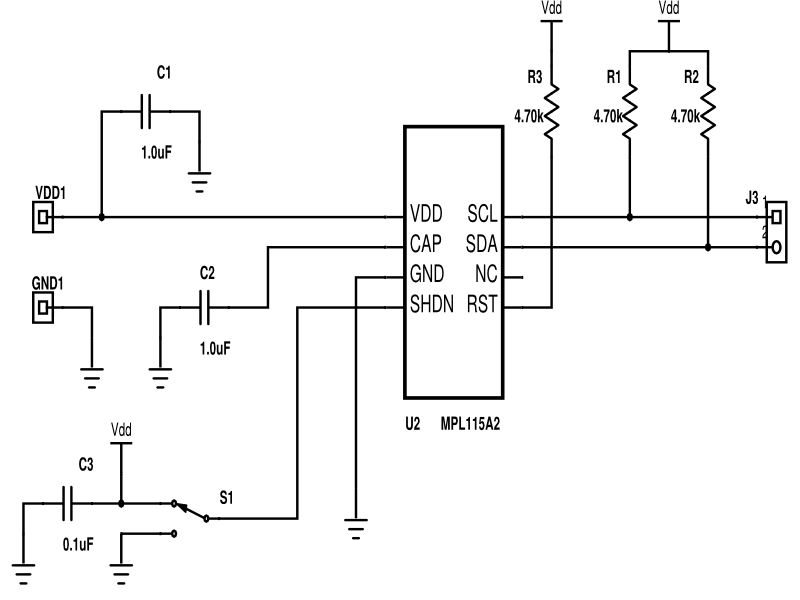 Vdd
Vdd
C1
R3
R1
R2
4.70k
4.70k
4.70k
1.0uF
VDD1
J3
1
VDD
SCL
2
CAP
SDA
C2
GND
NC
GND1
SHDN
RST
1.0uF
U2 MPL115A2
Vdd
C3
S1
0.1uF